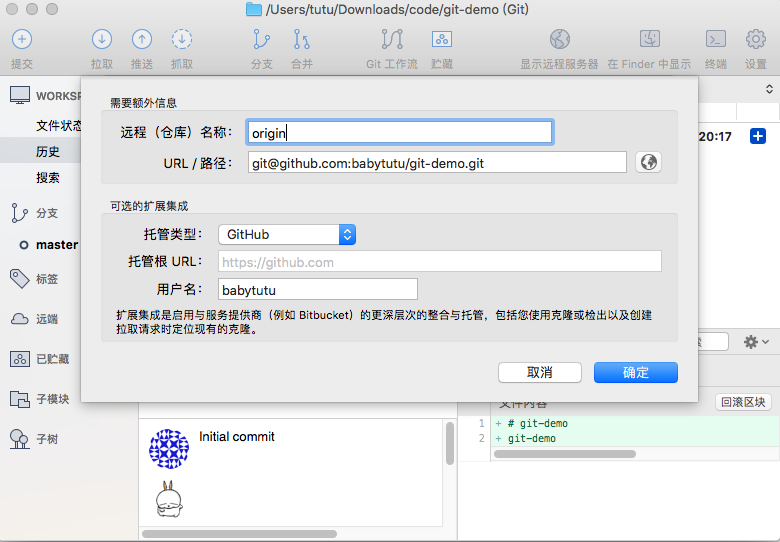 /Users/tutu/Downloads/code/git-demo (Git)
提交 拉取 推送 抓取 分支 合并 Git 工作流 贮藏 显示远程服务器 在 Finder 中显示 终端 设置
WORKSP
文件状态
历史
搜索
分支
master
标签
远端
已贮藏
子模块
子树
需要额外信息
远程（仓库）名称： origin
URL / 路径： git@github.com:babytutu/git-demo.git
可选的扩展集成
托管类型： GitHub
托管根 URL： https://github.com
用户名： babytutu
扩展集成是启用与服务提供商（例如 Bitbucket）的更深层次的整合与托管，包括您使用克隆或检出以及创建
拉取请求时定位现有的克隆。
取消 确定
20:17
文件内容 回滚区块
Initial commit
1 + # git-demo
2 + git-demo